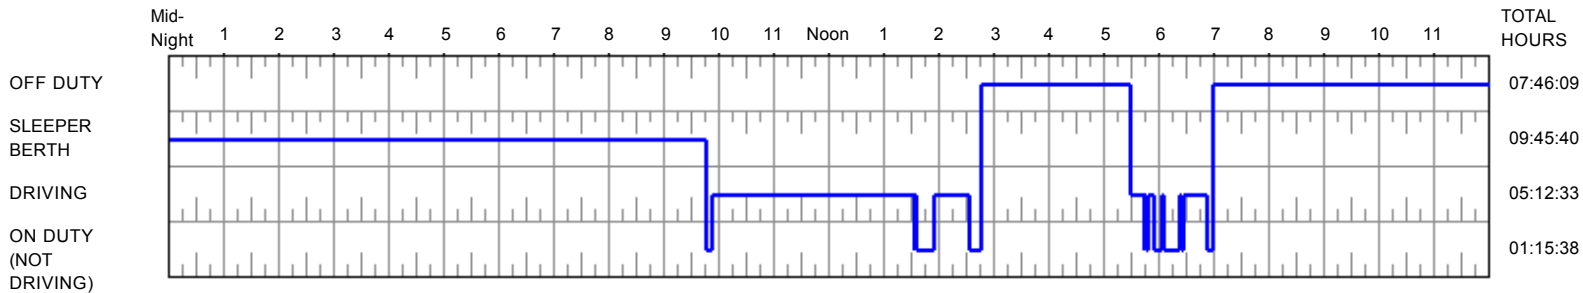 Mid-
Night 1 2 3 4 5 6 7 8 9 10 11 Noon 1 2 3 4 5 6 7 8 9 10 11
TOTAL
HOURS
OFF DUTY 07:46:09
SLEEPER
BERTH 09:45:40
DRIVING 05:12:33
ON DUTY
(NOT
DRIVING) 01:15:38